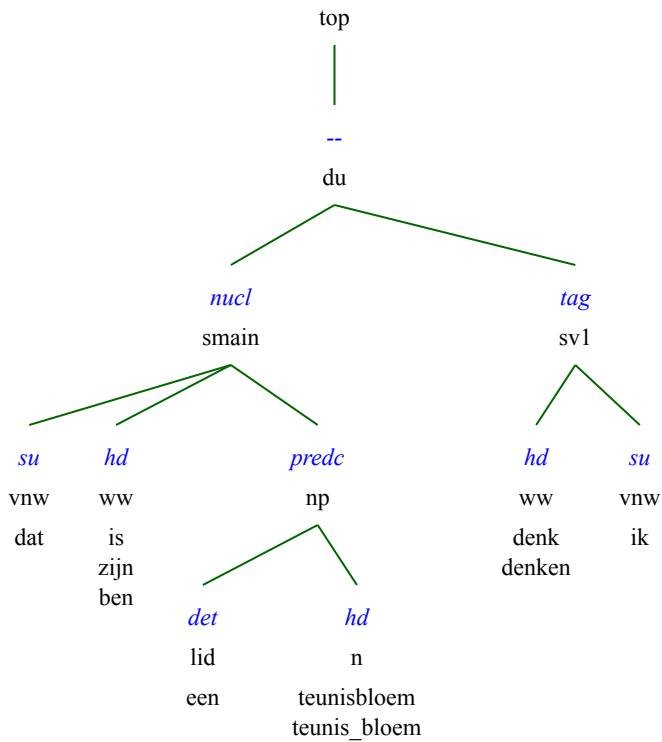 top
--
du
nucl tag
smain sv1
su hd predc hd su
vnw ww np ww vnw
dat is denk ik
zijn denken
ben
det hd
lid n
een teunisbloem
teunis_bloem